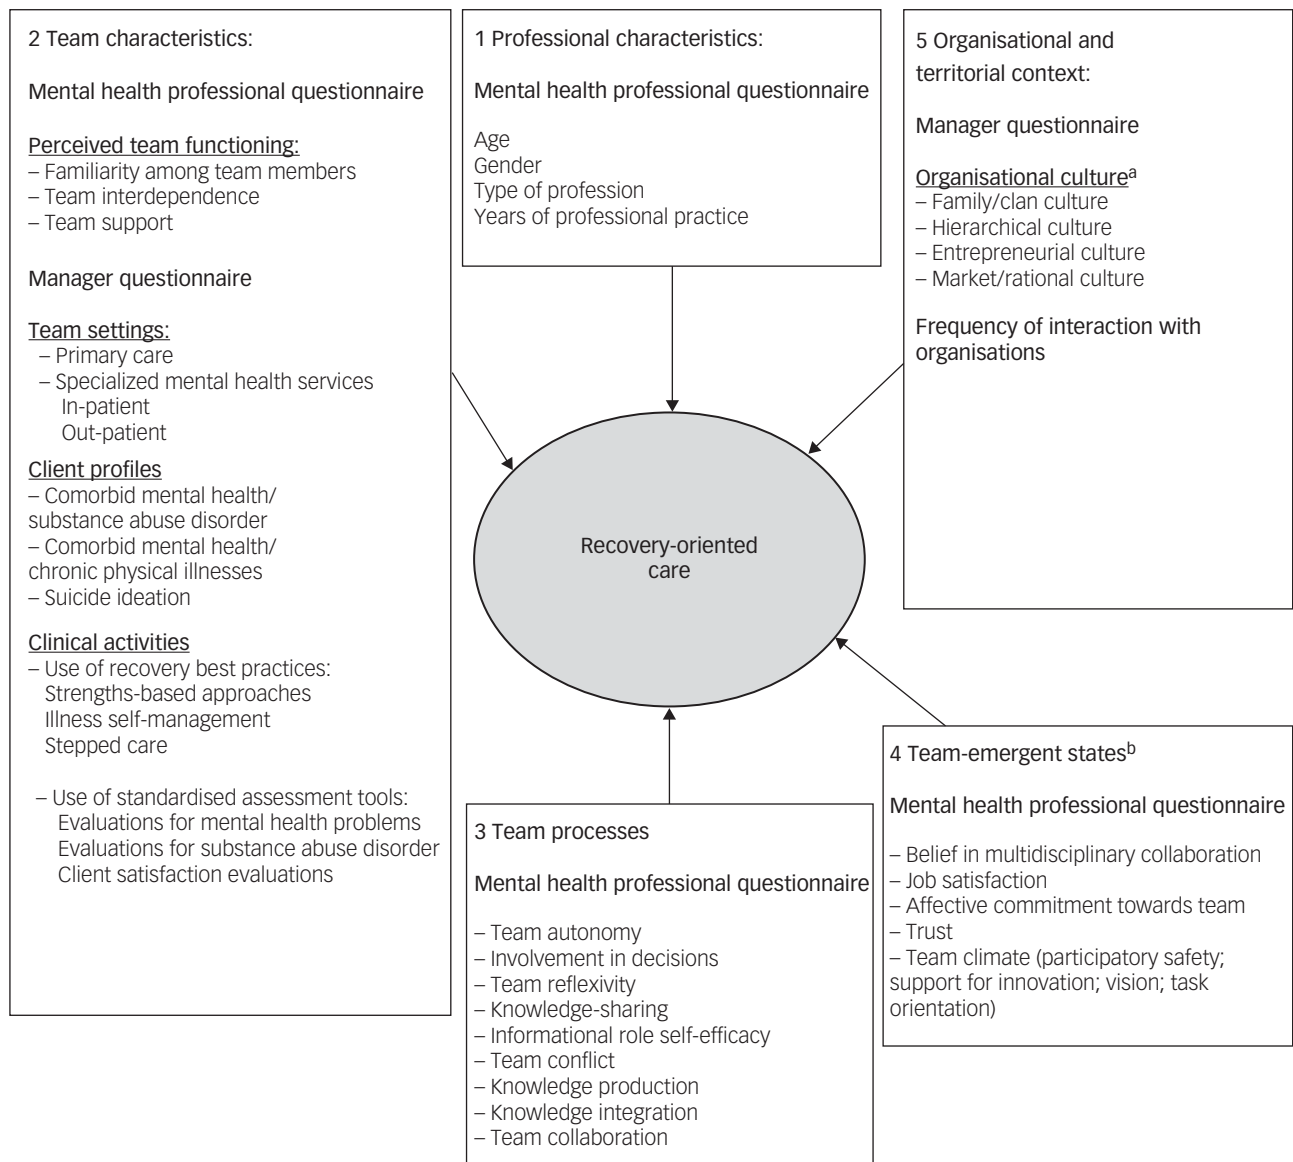 2 Team characteristics:
Mental health professional questionnaire
Perceived team functioning:
– Familiarity among team members
– Team interdependence
– Team support
Manager questionnaire
Team settings:
– Primary care
– Specialized mental health services
In-patient
Out-patient
Client profiles
– Comorbid mental health/
substance abuse disorder
– Comorbid mental health/
chronic physical illnesses
– Suicide ideation
Clinical activities
– Use of recovery best practices:
Strengths-based approaches
Illness self-management
Stepped care
– Use of standardised assessment tools:
Evaluations for mental health problems
Evaluations for substance abuse disorder
Client satisfaction evaluations
1 Professional characteristics:
Mental health professional questionnaire
Age
Gender
Type of profession
Years of professional practice
5 Organisational and
territorial context:
Manager questionnaire
Organisational culture^a
– Family/clan culture
– Hierarchical culture
– Entrepreneurial culture
– Market/rational culture
Frequency of interaction with
organisations
Recovery-oriented
care
3 Team processes
Mental health professional questionnaire
– Team autonomy
– Involvement in decisions
– Team reflexivity
– Knowledge-sharing
– Informational role self-efficacy
– Team conflict
– Knowledge production
– Knowledge integration
– Team collaboration
4 Team-emergent states^b
Mental health professional questionnaire
– Belief in multidisciplinary collaboration
– Job satisfaction
– Affective commitment towards team
– Trust
– Team climate (participatory safety;
support for innovation; vision; task
orientation)